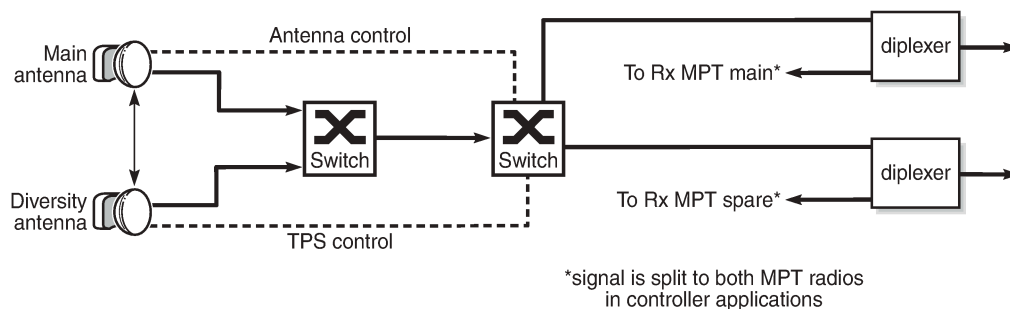 Antenna control
Main
antenna
diplexer
To Rx MPT main*
Switch
Switch
diplexer
Diversity
antenna
To Rx MPT spare*
TPS control
*signal is split to both MPT radios
in controller applications